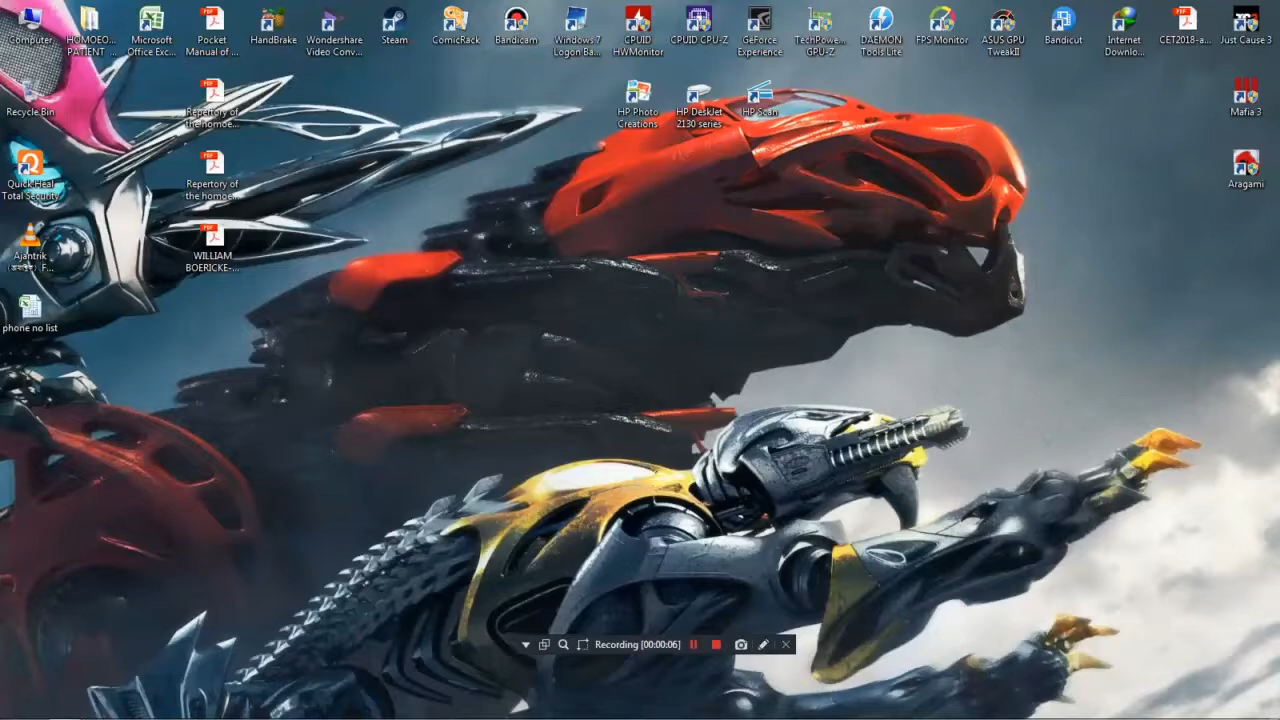 Computer
HOMOEO...
PATIENT ...
Microsoft
Office Exc...
Pocket
Manual of ...
HandBrake
Wondershare
Video Conv...
Steam
ComicRack
Bandicam
Windows 7
Logon Ba...
CPUID
HWMonitor
CPUID CPU-Z
GeForce
Experience
TechPowe...
GPU-Z
DAEMON
Tools Lite
FPS Monitor
ASUS GPU
TweakII
Bandicut
Internet
Downlo...
CET2018-a...
Just Cause 3
Recycle Bin
Repertory of
the homoe...
HP Photo
Creations
HP DeskJet
2130 series
HP Scan
Mafia 3
Quick Heal
Total Security
Repertory of
the homoe...
Aragami
Ajantrik
WILLIAM
BOERICKE-...
phone no list
Recording [00:00:06]